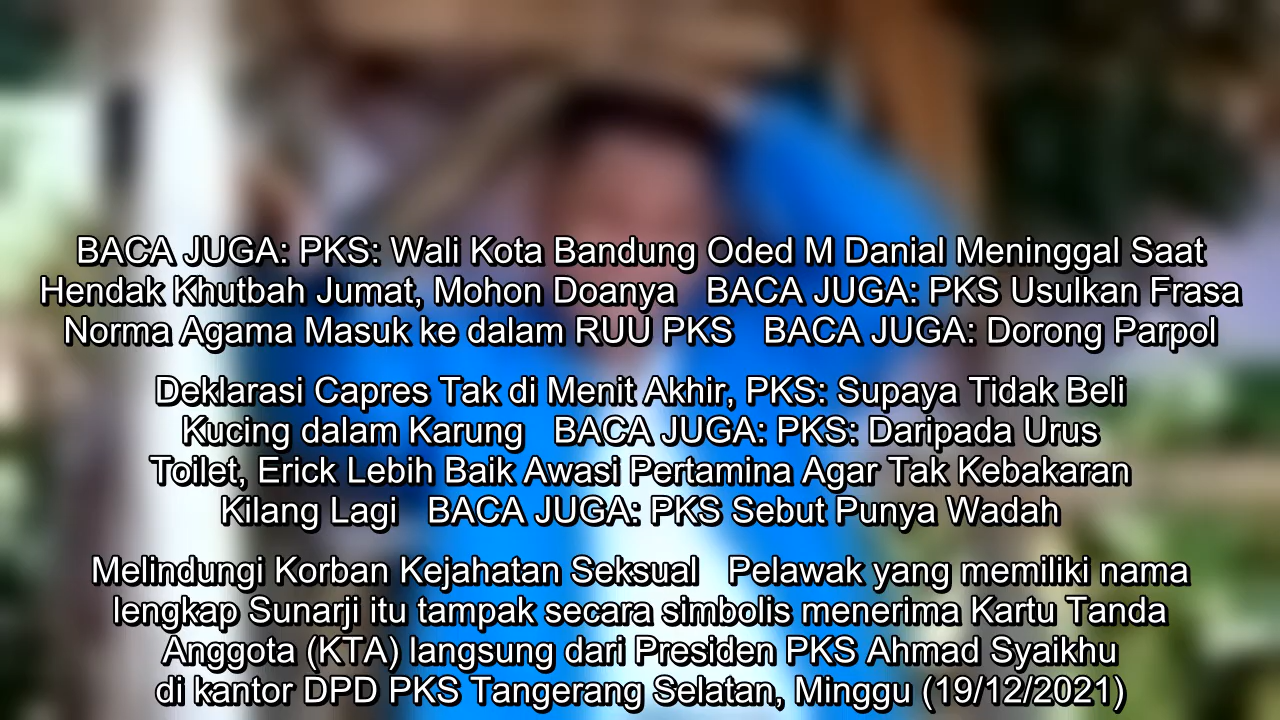 BACA JUGA: PKS: Wali Kota Bandung Oded M Danial Meninggal Saat
Hendak Khutbah Jumat, Mohon Doanya   BACA JUGA: PKS Usulkan Frasa
Norma Agama Masuk ke dalam RUU PKS   BACA JUGA: Dorong Parpol
Deklarasi Capres Tak di Menit Akhir, PKS: Supaya Tidak Beli
Kucing dalam Karung   BACA JUGA: PKS: Daripada Urus
Toilet, Erick Lebih Baik Awasi Pertamina Agar Tak Kebakaran
Kilang Lagi   BACA JUGA: PKS Sebut Punya Wadah
Melindungi Korban Kejahatan Seksual   Pelawak yang memiliki nama
lengkap Sunarji itu tampak secara simbolis menerima Kartu Tanda
Anggota (KTA) langsung dari Presiden PKS Ahmad Syaikhu
di kantor DPD PKS Tangerang Selatan, Minggu (19/12/2021)